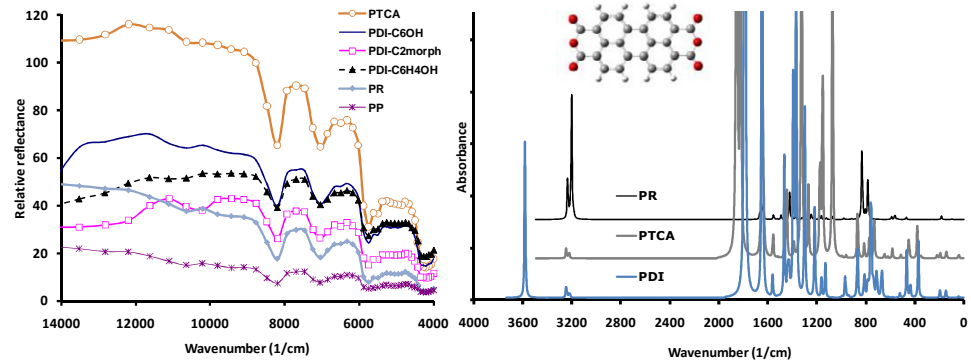 120
100
80
60
40
20
0
Relative reflectance
14000 12000 10000 8000 6000 4000
Wavenumber (1/cm)
PTCA
PDI-C6OH
PDI-C2morph
PDI-C6H4OH
PR
PP
Absorbance
PR
PTCA
PDI
4000 3600 3200 2800 2400 2000 1600 1200 800 400 0
Wavenumber (1/cm)